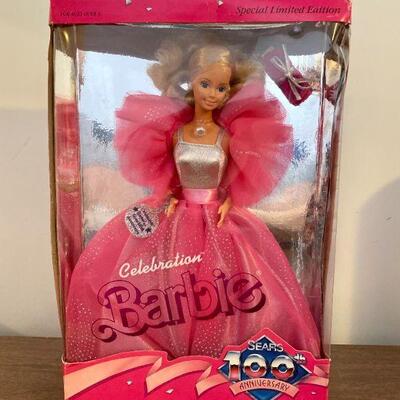 Special Limited Edition
Celebration
Barbie
SEARS
100th
ANNIVERSARY